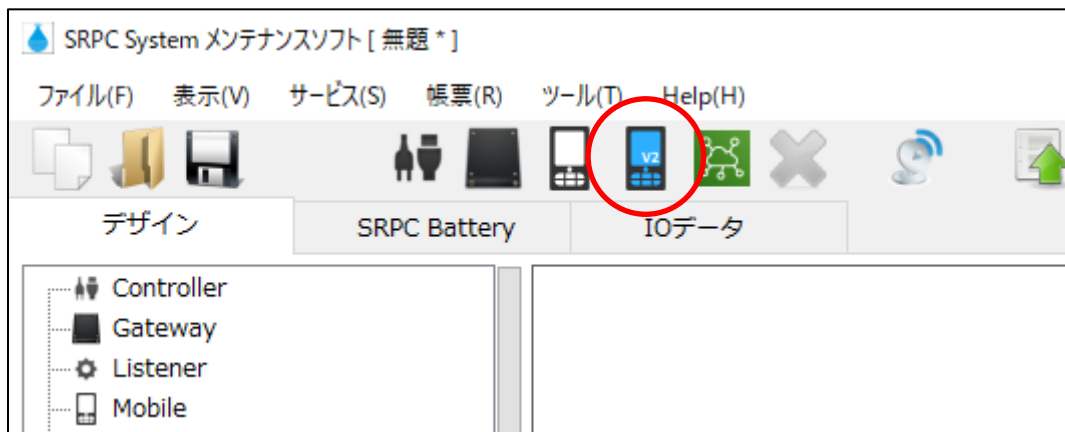 SRPC System メンテナンスソフト [ 無題 * ]
ファイル(F) 表示(V) サービス(S) 帳票(R) ツール(T) Help(H)
V2
デザイン SRPC Battery IOデータ
Controller
Gateway
Listener
Mobile